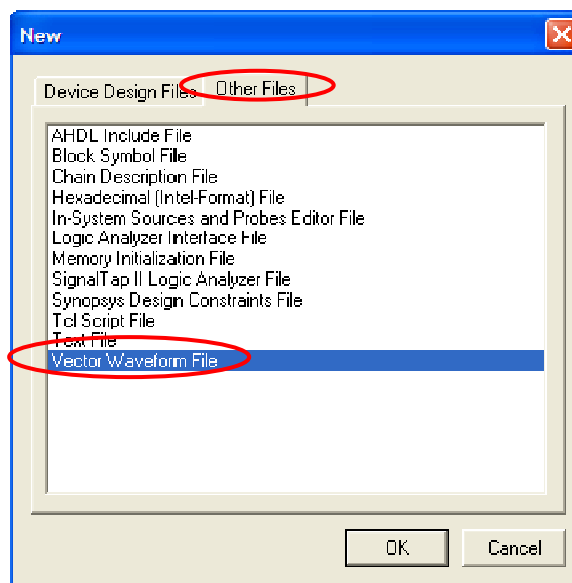 New
Device Design Files
Other Files
AHDL Include File
Block Symbol File
Chain Description File
Hexadecimal (Intel-Format) File
In-System Sources and Probes Editor File
Logic Analyzer Interface File
Memory Initialization File
SignalTap II Logic Analyzer File
Synopsys Design Constraints File
Tcl Script File
Text File
Vector Waveform File
OK
Cancel